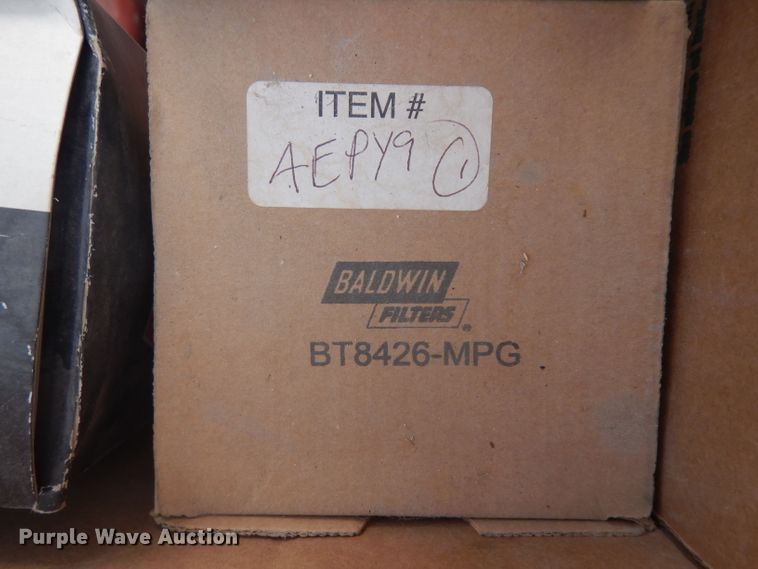 ITEM #
AEPY9 1
BALDWIN
FILTERS ®
BT8426-MPG
Purple Wave Auction